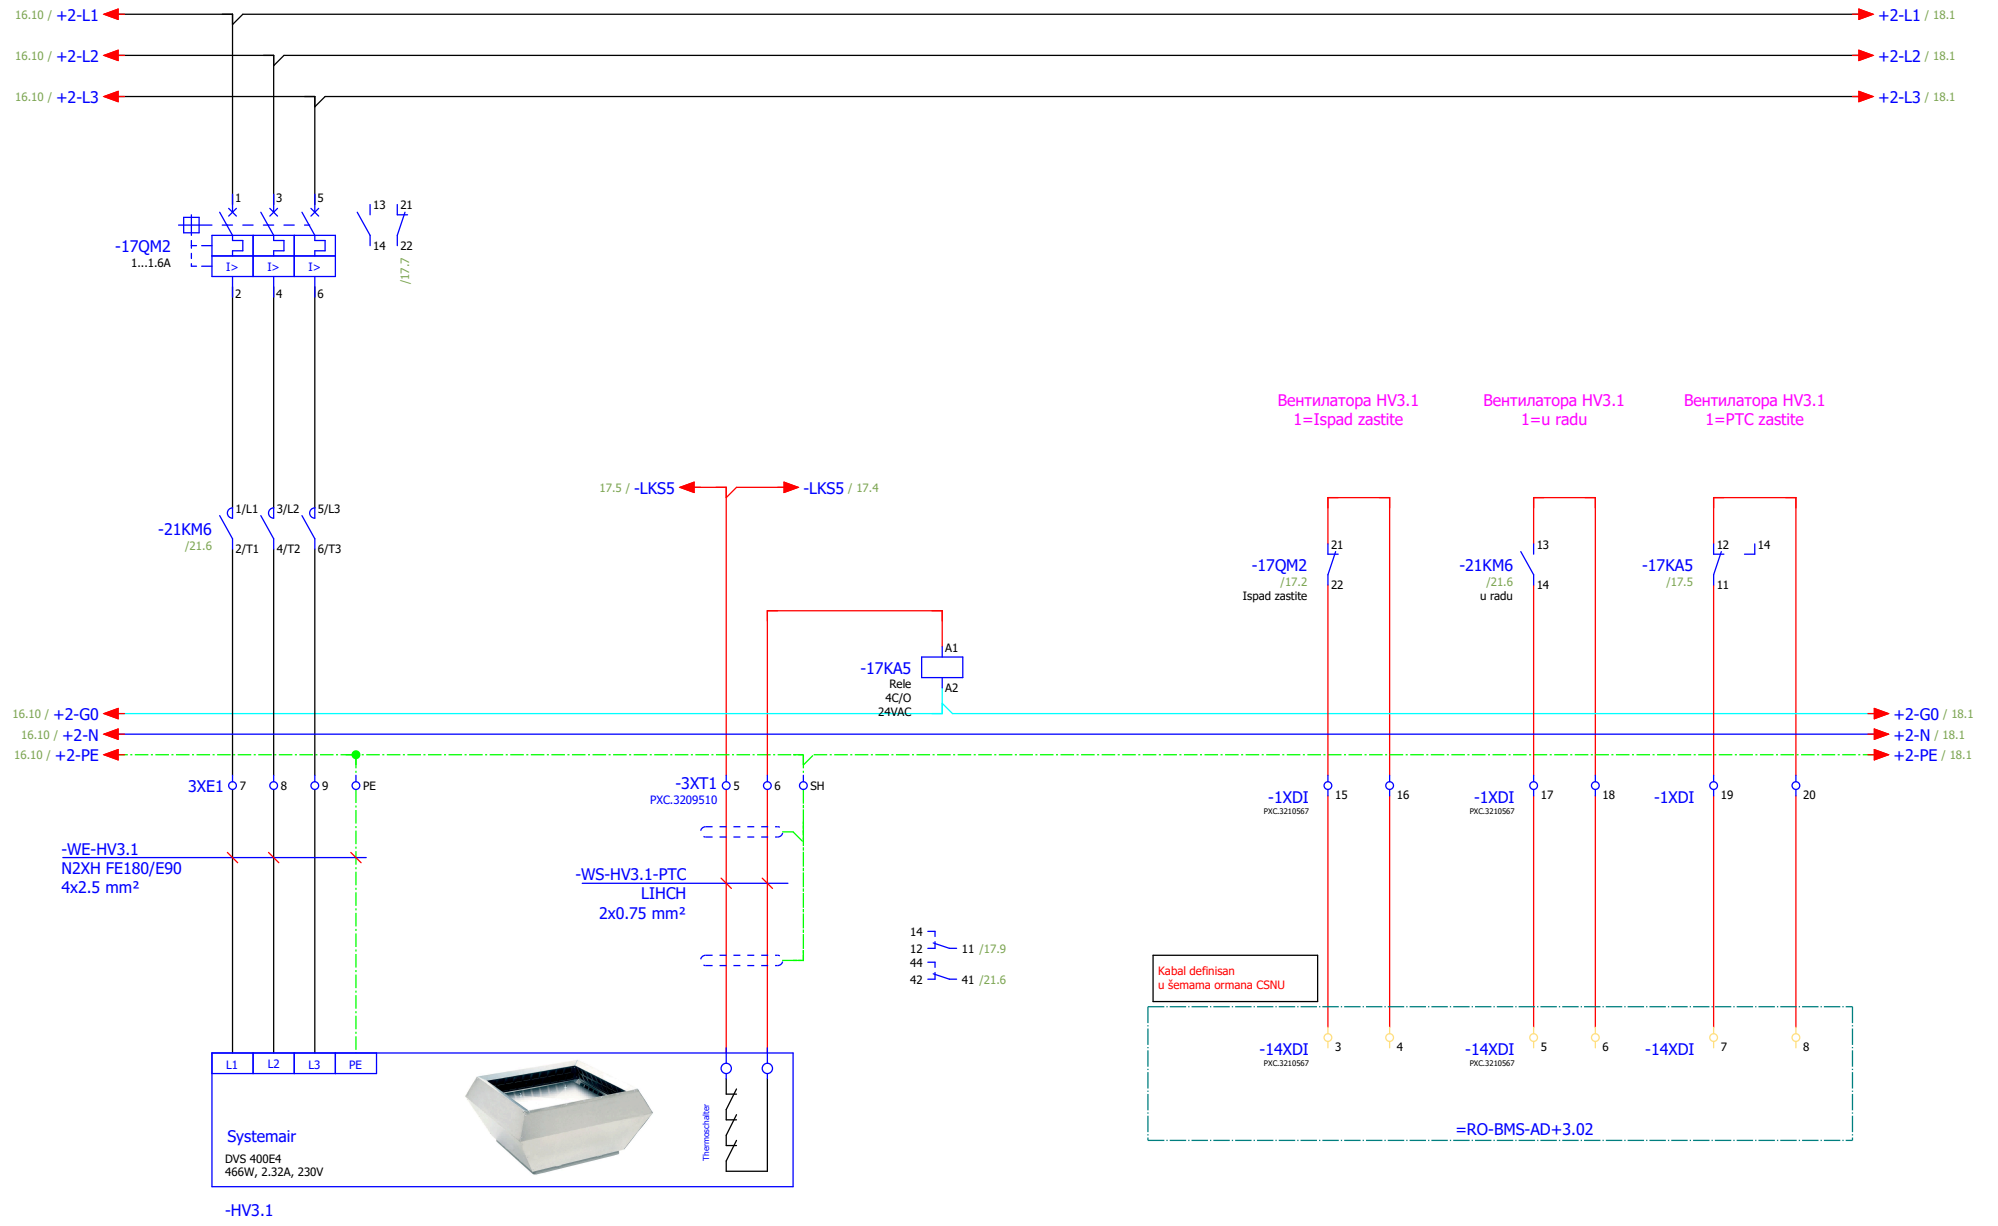 16.10 / +2-L1
+2-L1 / 18.1
16.10 / +2-L2
+2-L2 / 18.1
16.10 / +2-L3
+2-L3 / 18.1
1 3 5 13 21
-17QM2
1...1.6A
14 22
I> I> I>
/17.7
2 4 6
Вентилатора HV3.1
1=Ispad zastite
Вентилатора HV3.1
1=u radu
Вентилатора HV3.1
1=PTC zastite
17.5 / -LKS5
-LKS5 / 17.4
1/L1 3/L2 5/L3
-21KM6
/21.6
2/T1 4/T2 6/T3
21
-17QM2
/17.2
22
Ispad zastite
13
-21KM6
/21.6
14
u radu
12 14
-17KA5
/17.5
11
A1
-17KA5
Rele
4C/O
24VAC
A2
16.10 / +2-G0
+2-G0 / 18.1
16.10 / +2-N
+2-N / 18.1
16.10 / +2-PE
+2-PE / 18.1
3XE1 7 8 9 PE
-3XT1 5 6 SH
PXC.3209510
-1XDI 15 16
PXC.3210567
-1XDI 17 18
PXC.3210567
-1XDI 19 20
-WE-HV3.1
N2XH FE180/E90
4x2.5 mm²
-WS-HV3.1-PTC
LIHCH
2x0.75 mm²
14
12 11 /17.9
44
42 41 /21.6
Kabal definisan
u šemama ormana CSNU
-14XDI 3 4
PXC.3210567
-14XDI 5 6
PXC.3210567
-14XDI 7 8
=RO-BMS-AD+3.02
L1 L2 L3 PE
Thermoschalter
Systemair
DVS 400E4
466W, 2.32A, 230V
-HV3.1